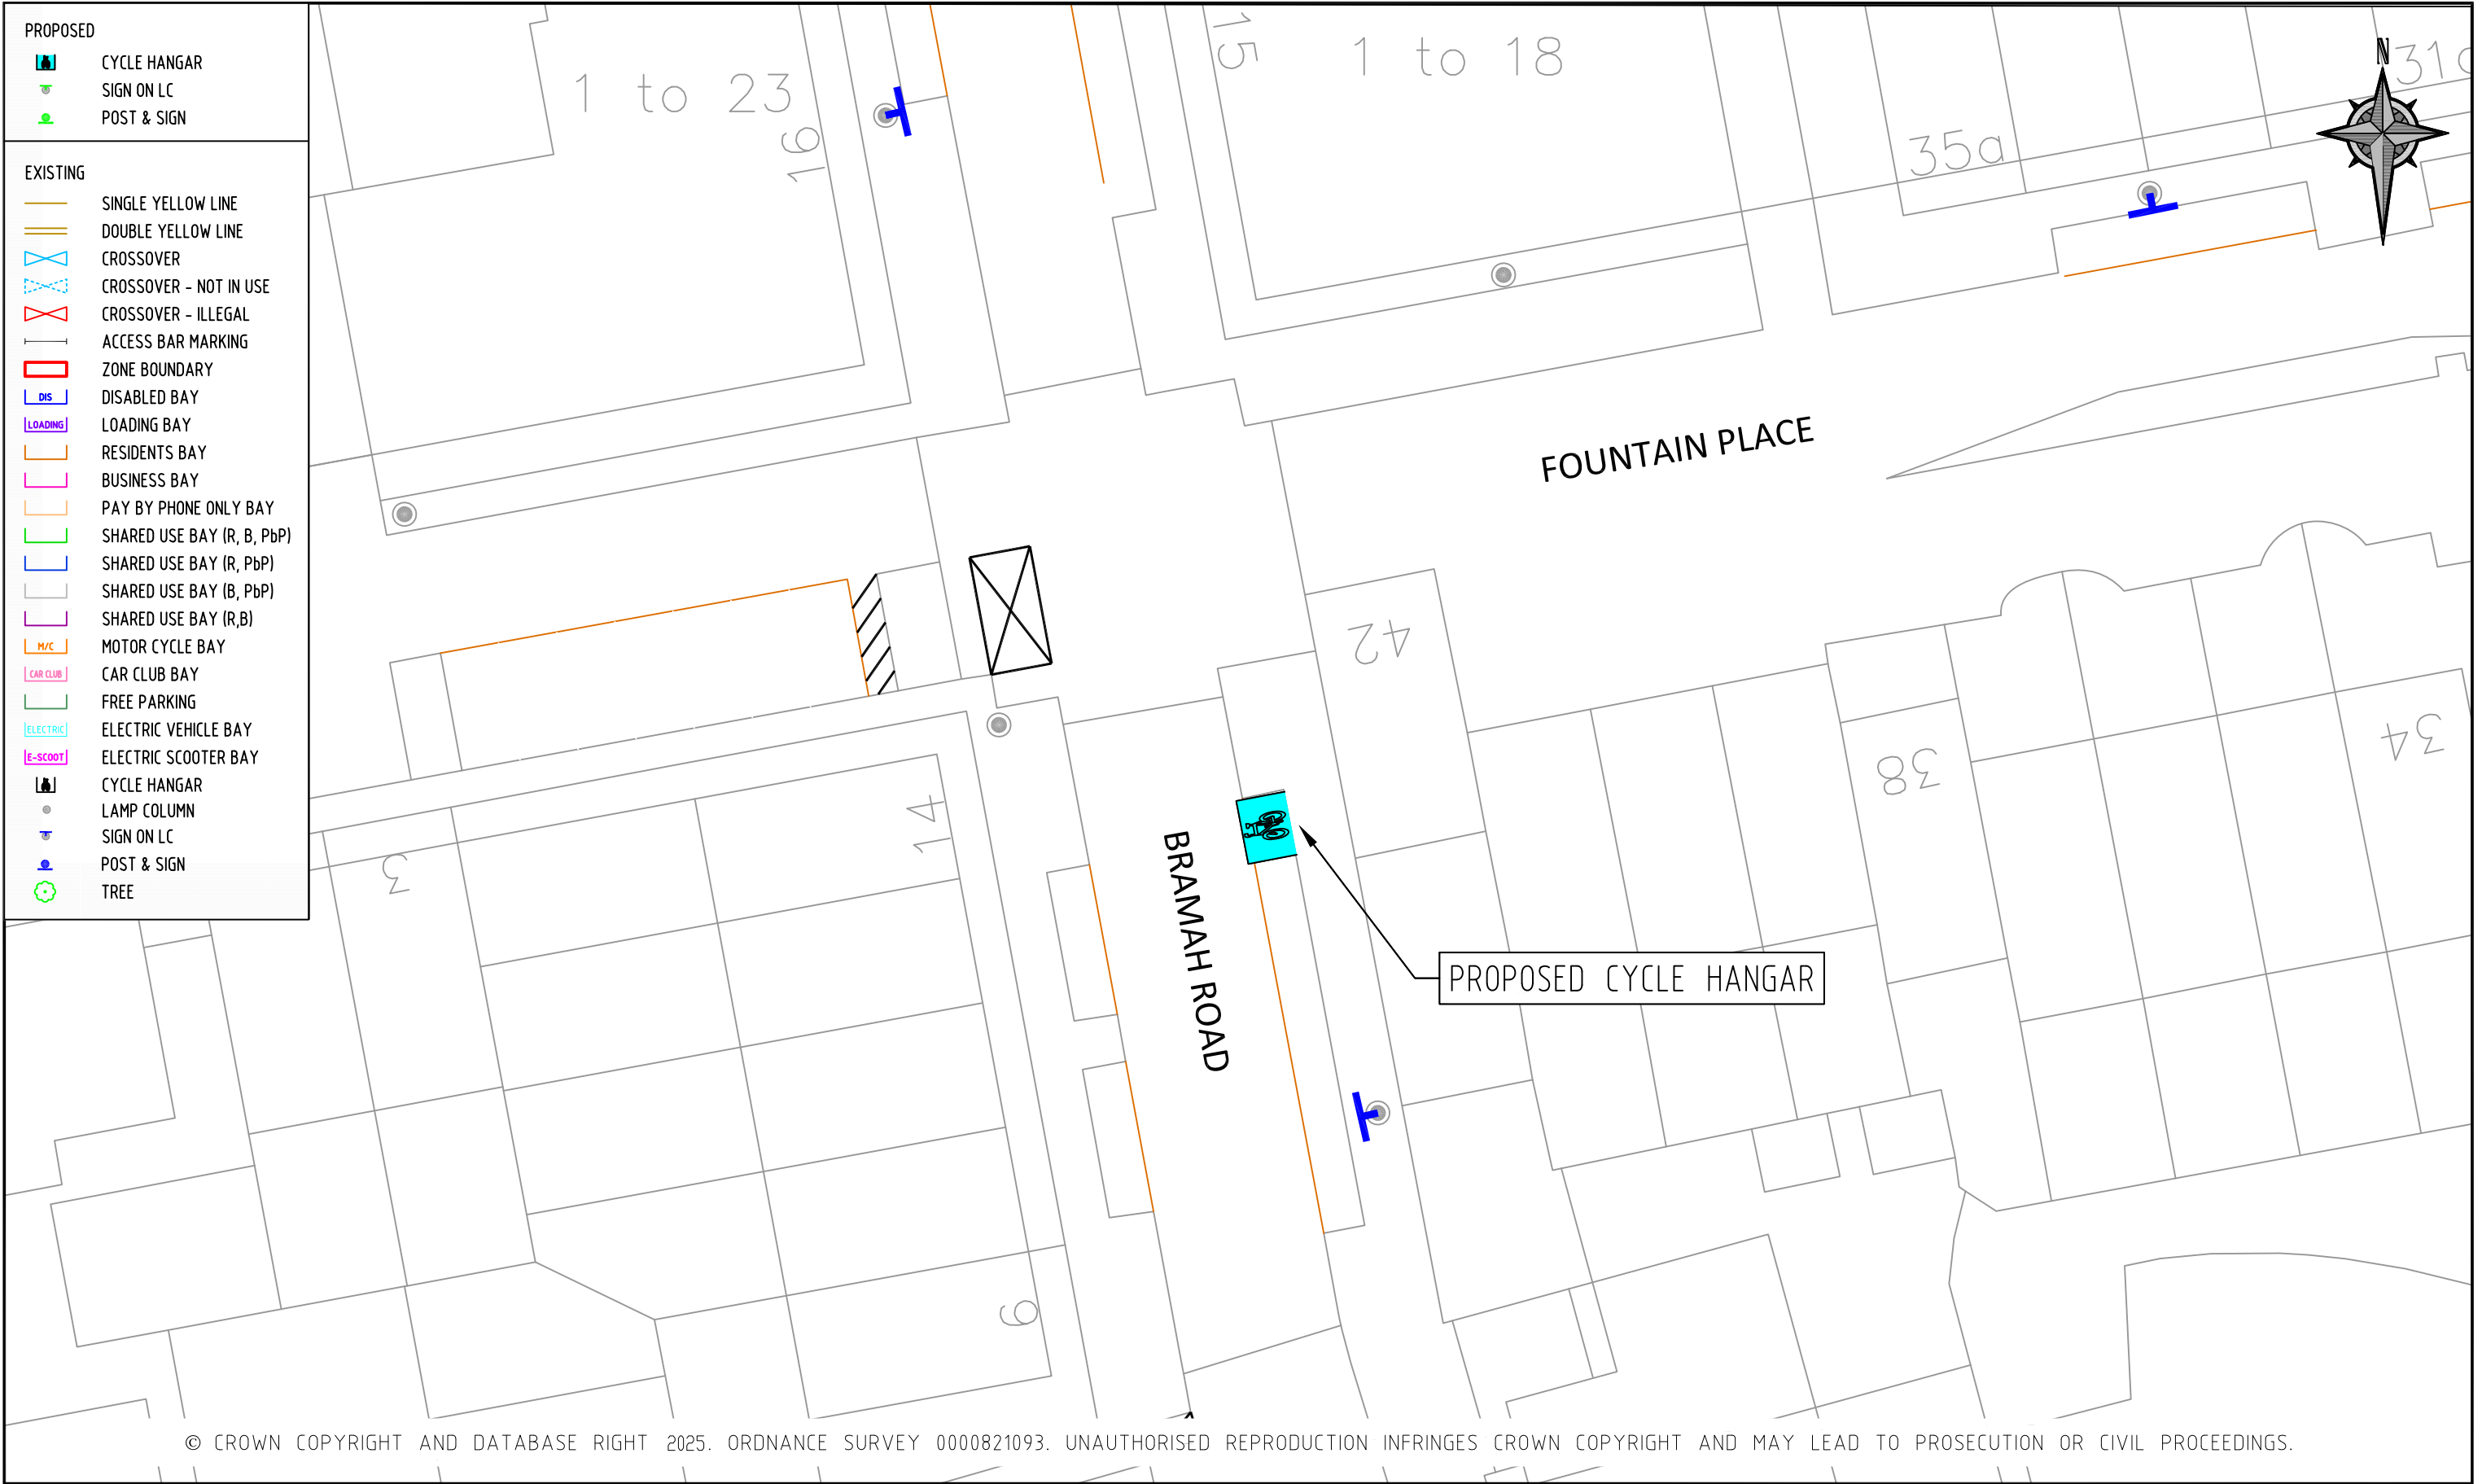 PROPOSED
CYCLE HANGAR
SIGN ON LC
POST & SIGN
EXISTING
SINGLE YELLOW LINE
DOUBLE YELLOW LINE
CROSSOVER
CROSSOVER - NOT IN USE
CROSSOVER - ILLEGAL
ACCESS BAR MARKING
ZONE BOUNDARY
DIS DISABLED BAY
LOADING LOADING BAY
RESIDENTS BAY
BUSINESS BAY
PAY BY PHONE ONLY BAY
SHARED USE BAY (R, B, PbP)
SHARED USE BAY (R, PbP)
SHARED USE BAY (B, PbP)
SHARED USE BAY (R,B)
M/C MOTOR CYCLE BAY
CAR CLUB CAR CLUB BAY
FREE PARKING
ELECTRIC ELECTRIC VEHICLE BAY
E-SCOOT ELECTRIC SCOOTER BAY
CYCLE HANGAR
LAMP COLUMN
SIGN ON LC
POST & SIGN
TREE
1 to 23
16
15
1 to 18
35a
N
FOUNTAIN PLACE
42
38
34
3
14
BRAMAH ROAD
PROPOSED CYCLE HANGAR
9
© CROWN COPYRIGHT AND DATABASE RIGHT 2025. ORDNANCE SURVEY 0000821093. UNAUTHORISED REPRODUCTION INFRINGES CROWN COPYRIGHT AND MAY LEAD TO PROSECUTION OR CIVIL PROCEEDINGS.